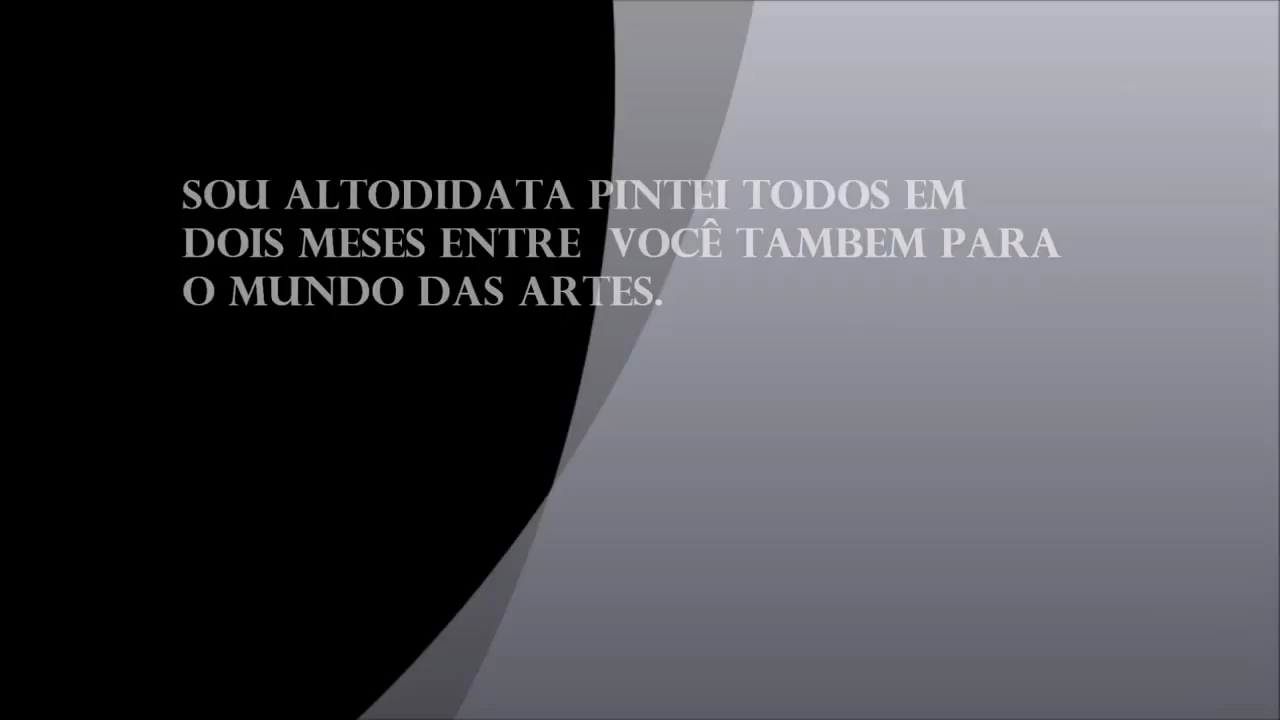 SOU ALTODIDATA PINTEI TODOS EM
DOIS MESES ENTRE VOCÊ TAMBEM PARA
O MUNDO DAS ARTES.